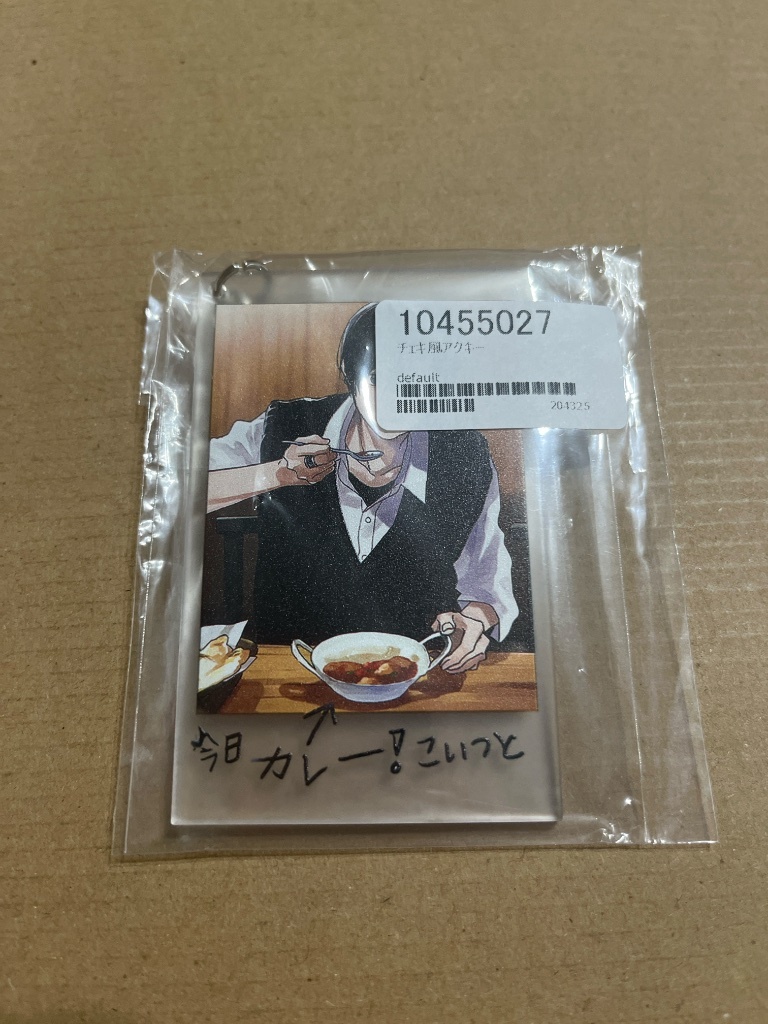 10455027
チェキ風アクキー
default
204325
今日 カレー! こいつと